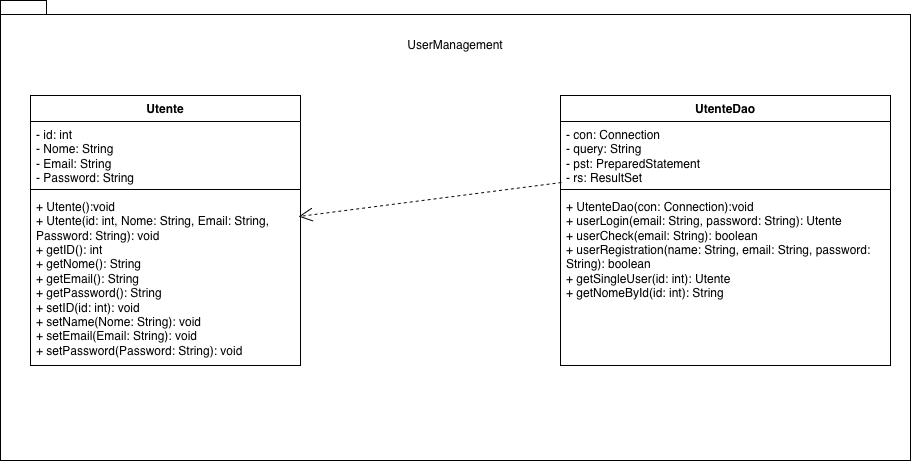 UserManagement
Utente
- id: int
- Nome: String
- Email: String
- Password: String
+ Utente():void
+ Utente(id: int, Nome: String, Email: String,
Password: String): void
+ getID(): int
+ getNome(): String
+ getEmail(): String
+ getPassword(): String
+ setID(id: int): void
+ setName(Nome: String): void
+ setEmail(Email: String): void
+ setPassword(Password: String): void
UtenteDao
- con: Connection
- query: String
- pst: PreparedStatement
- rs: ResultSet
+ UtenteDao(con: Connection):void
+ userLogin(email: String, password: String): Utente
+ userCheck(email: String): boolean
+ userRegistration(name: String, email: String, password:
String): boolean
+ getSingleUser(id: int): Utente
+ getNomeById(id: int): String